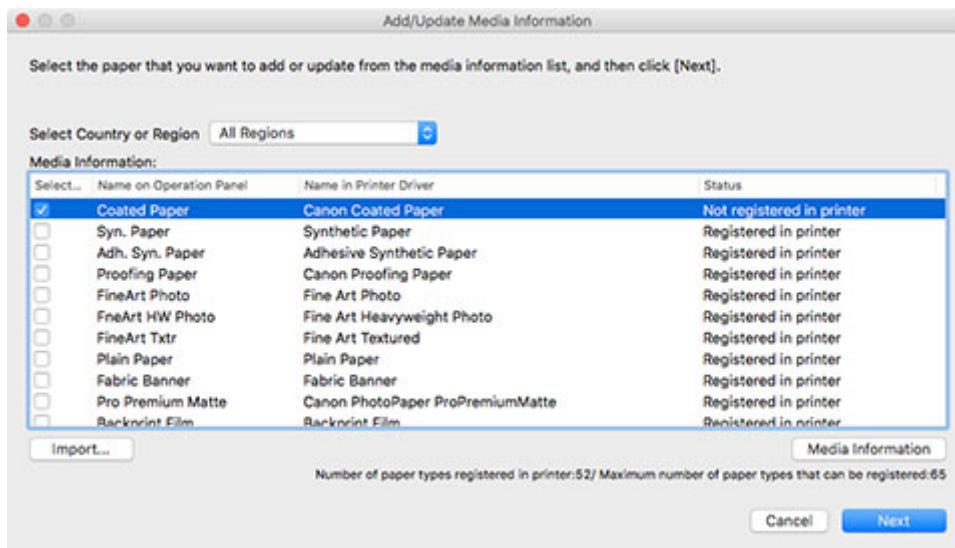 Add/Update Media Information
Select the paper that you want to add or update from the media information list, and then click [Next].
Select Country or Region All Regions
Media Information:
Select... Name on Operation Panel Name in Printer Driver Status
Coated Paper Canon Coated Paper Not registered in printer
Syn. Paper Synthetic Paper Registered in printer
Adh. Syn. Paper Adhesive Synthetic Paper Registered in printer
Proofing Paper Canon Proofing Paper Registered in printer
FineArt Photo Fine Art Photo Registered in printer
FneArt HW Photo Fine Art Heavyweight Photo Registered in printer
FineArt Txtr Fine Art Textured Registered in printer
Plain Paper Plain Paper Registered in printer
Fabric Banner Fabric Banner Registered in printer
Pro Premium Matte Canon PhotoPaper ProPremiumMatte Registered in printer
Backprint Film Backprint Film Registered in printer
Import... Media Information
Number of paper types registered in printer:52/ Maximum number of paper types that can be registered:65
Cancel Next